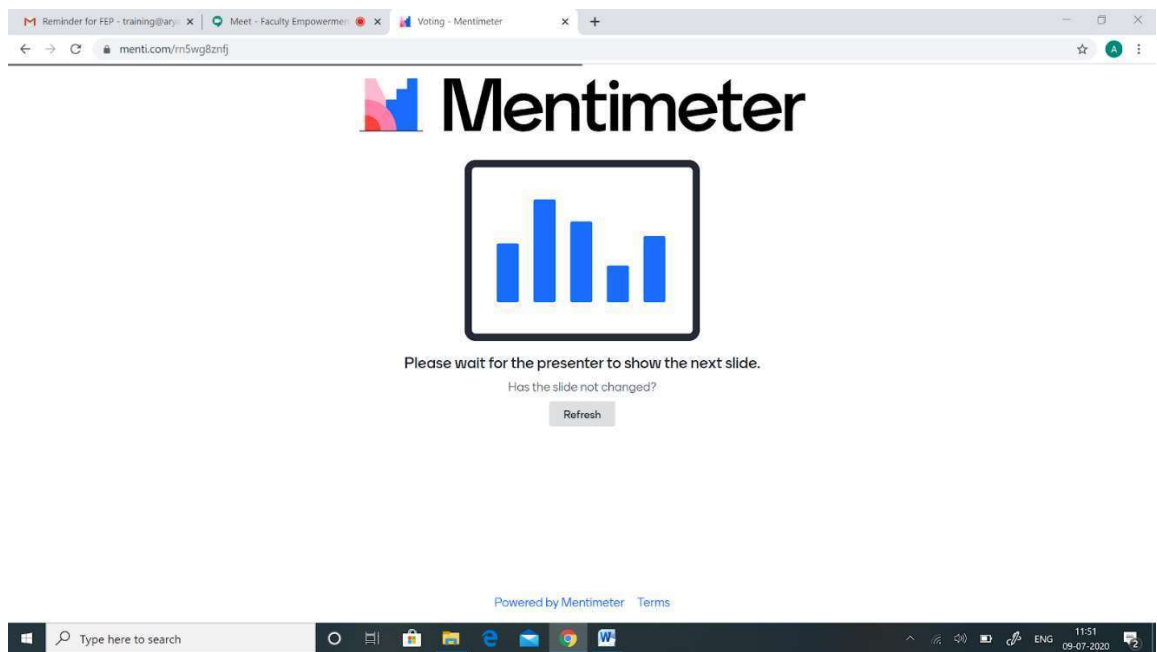 Reminder for FEP - training@ary Meet - Faculty Empowermen Voting - Mentimeter
menti.com/rn5wg8znfj A
Mentimeter
Please wait for the presenter to show the next slide.
Has the slide not changed?
Refresh
Powered by Mentimeter Terms
Type here to search ENG 11:51
09-07-2020 2